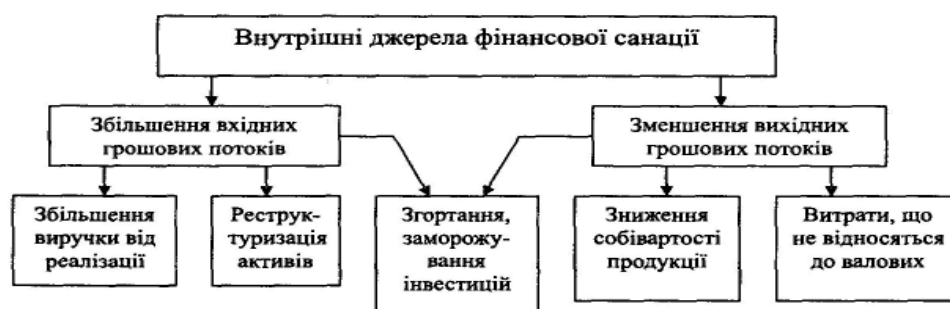 Внутрішні джерела фінансової санації
Збільшення вхідних
грошових потоків
Зменшення вихідних
грошових потоків
Збільшення
виручки від
реалізації
Реструк-
туризація
активів
Згортання,
заморожу-
вання
інвестицій
Зниження
собівартості
продукції
Витрати, що
не відносяться
до валових